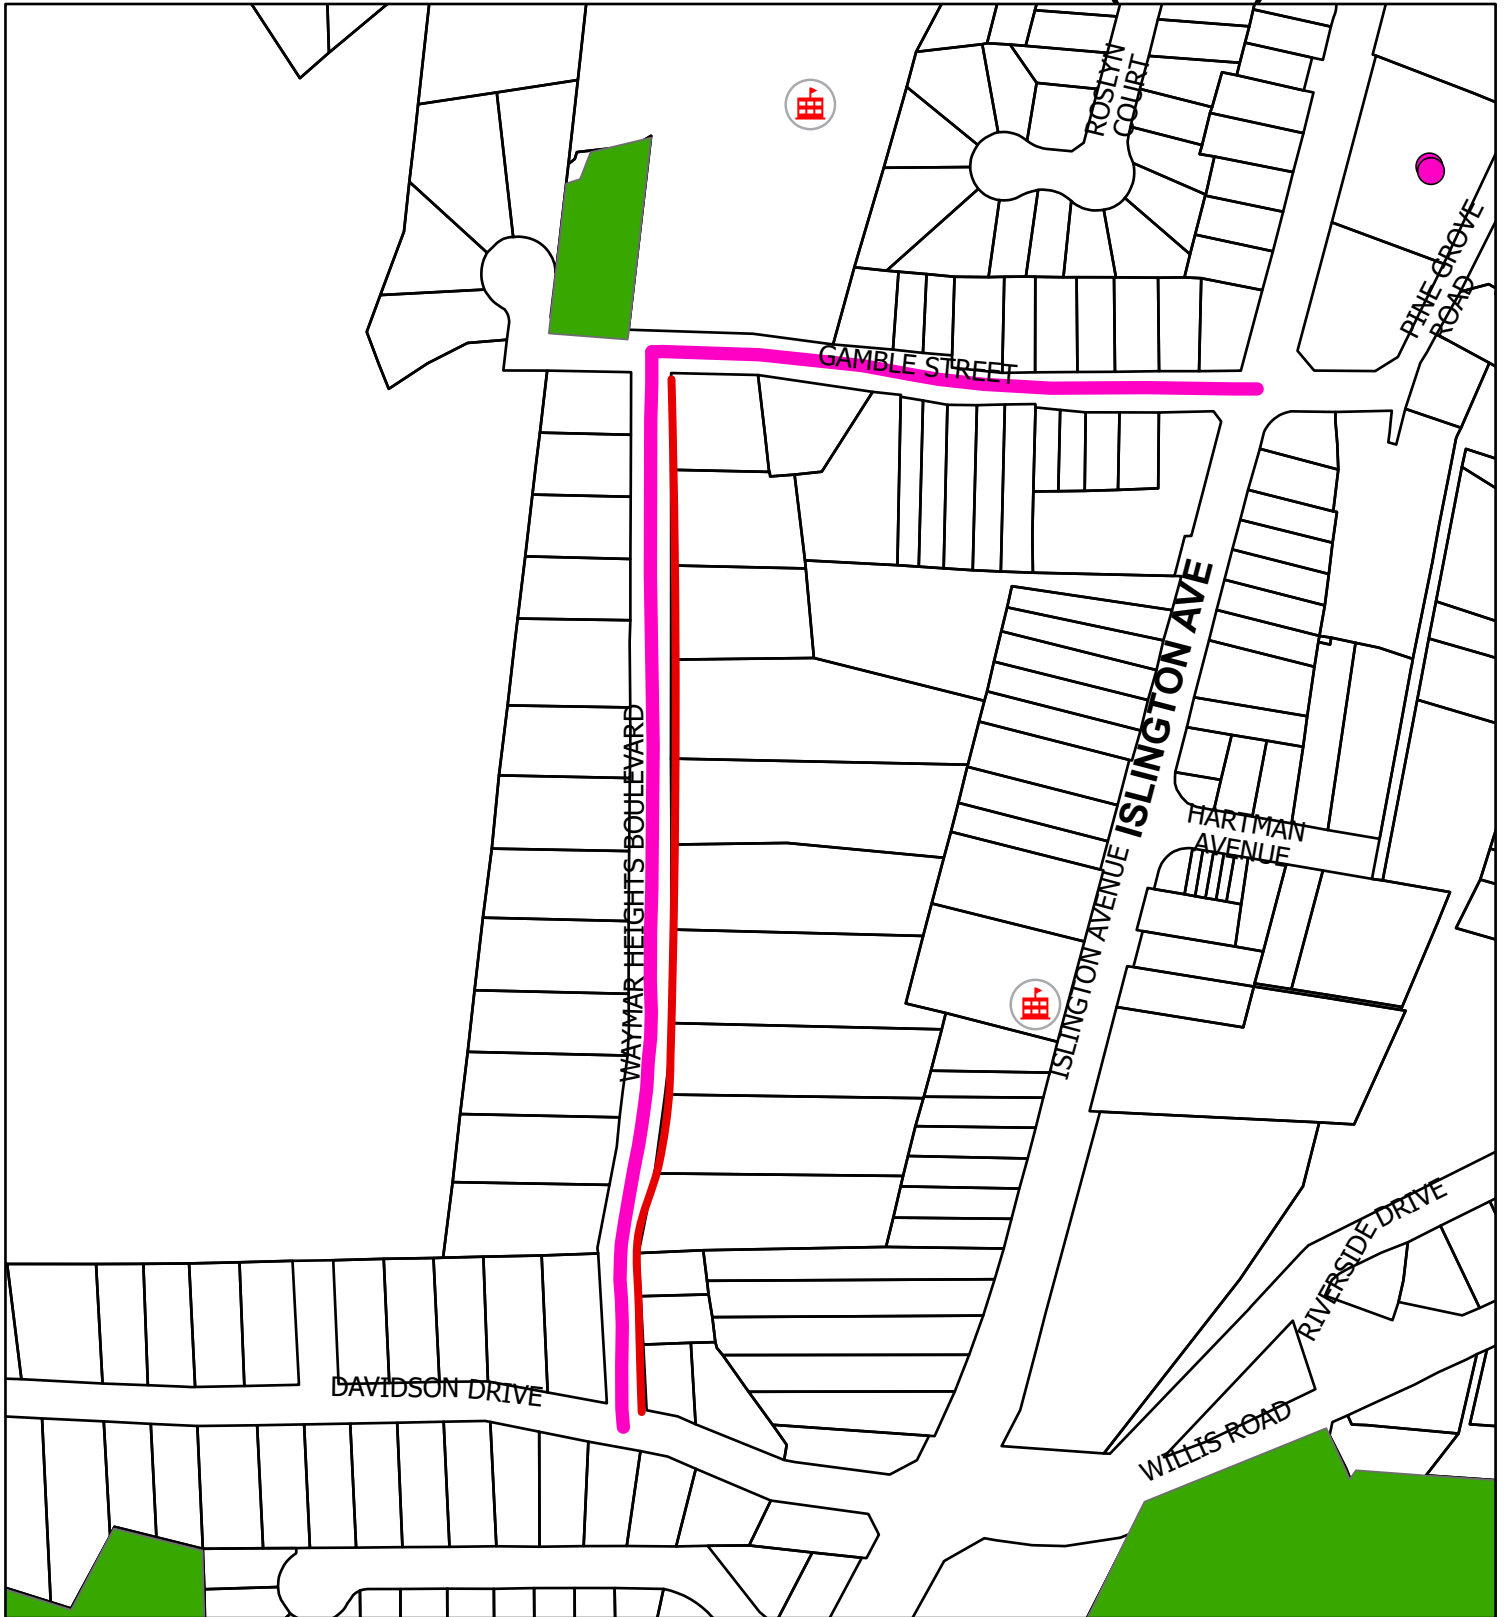 ROSLYN
COURT
PINE GROVE
ROAD
GAMBLE STREET
ISLINGTON AVE
WAYMAR HEIGHTS BOULEVARD
HARTMAN
AVENUE
ISLINGTON AVENUE
RIVERSIDE DRIVE
DAVIDSON DRIVE
WILLIS ROAD